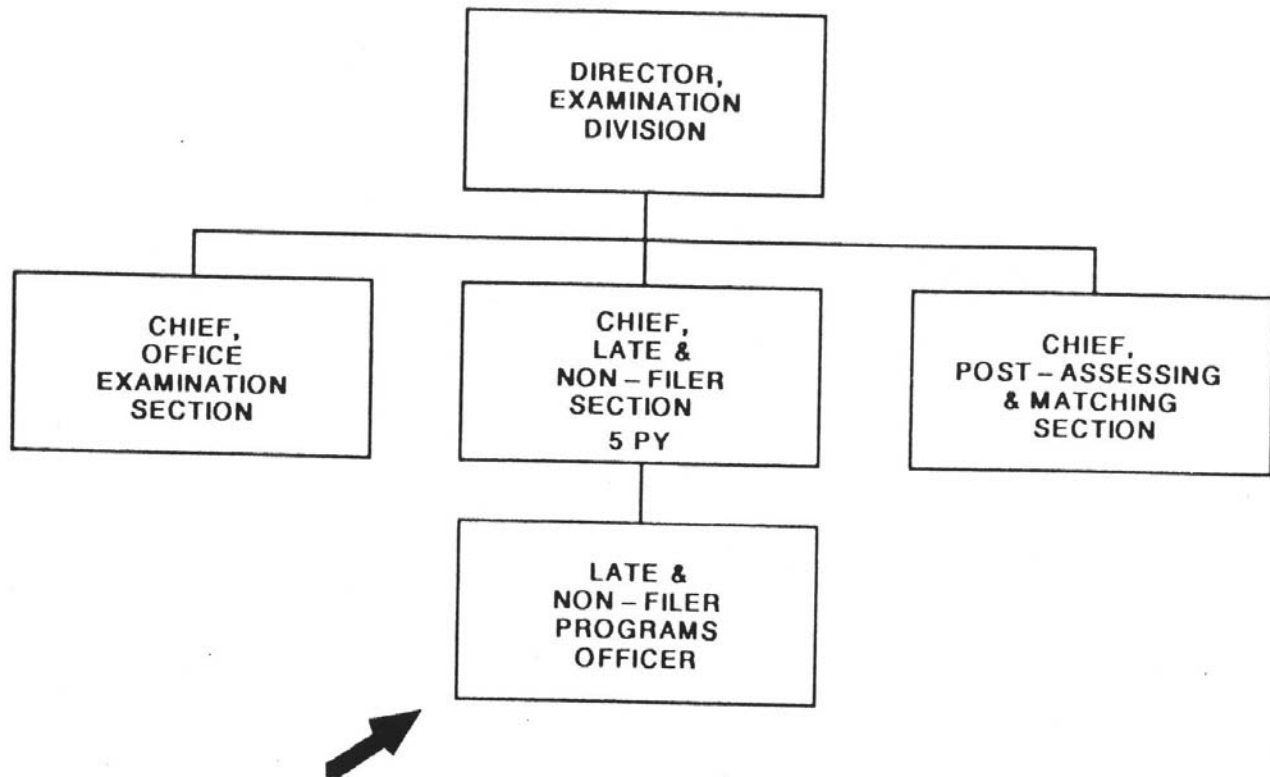 DIRECTOR,
EXAMINATION
DIVISION
CHIEF,
OFFICE
EXAMINATION
SECTION
CHIEF,
LATE &
NON – FILER
SECTION
5 PY
CHIEF,
POST – ASSESSING
& MATCHING
SECTION
LATE &
NON – FILER
PROGRAMS
OFFICER